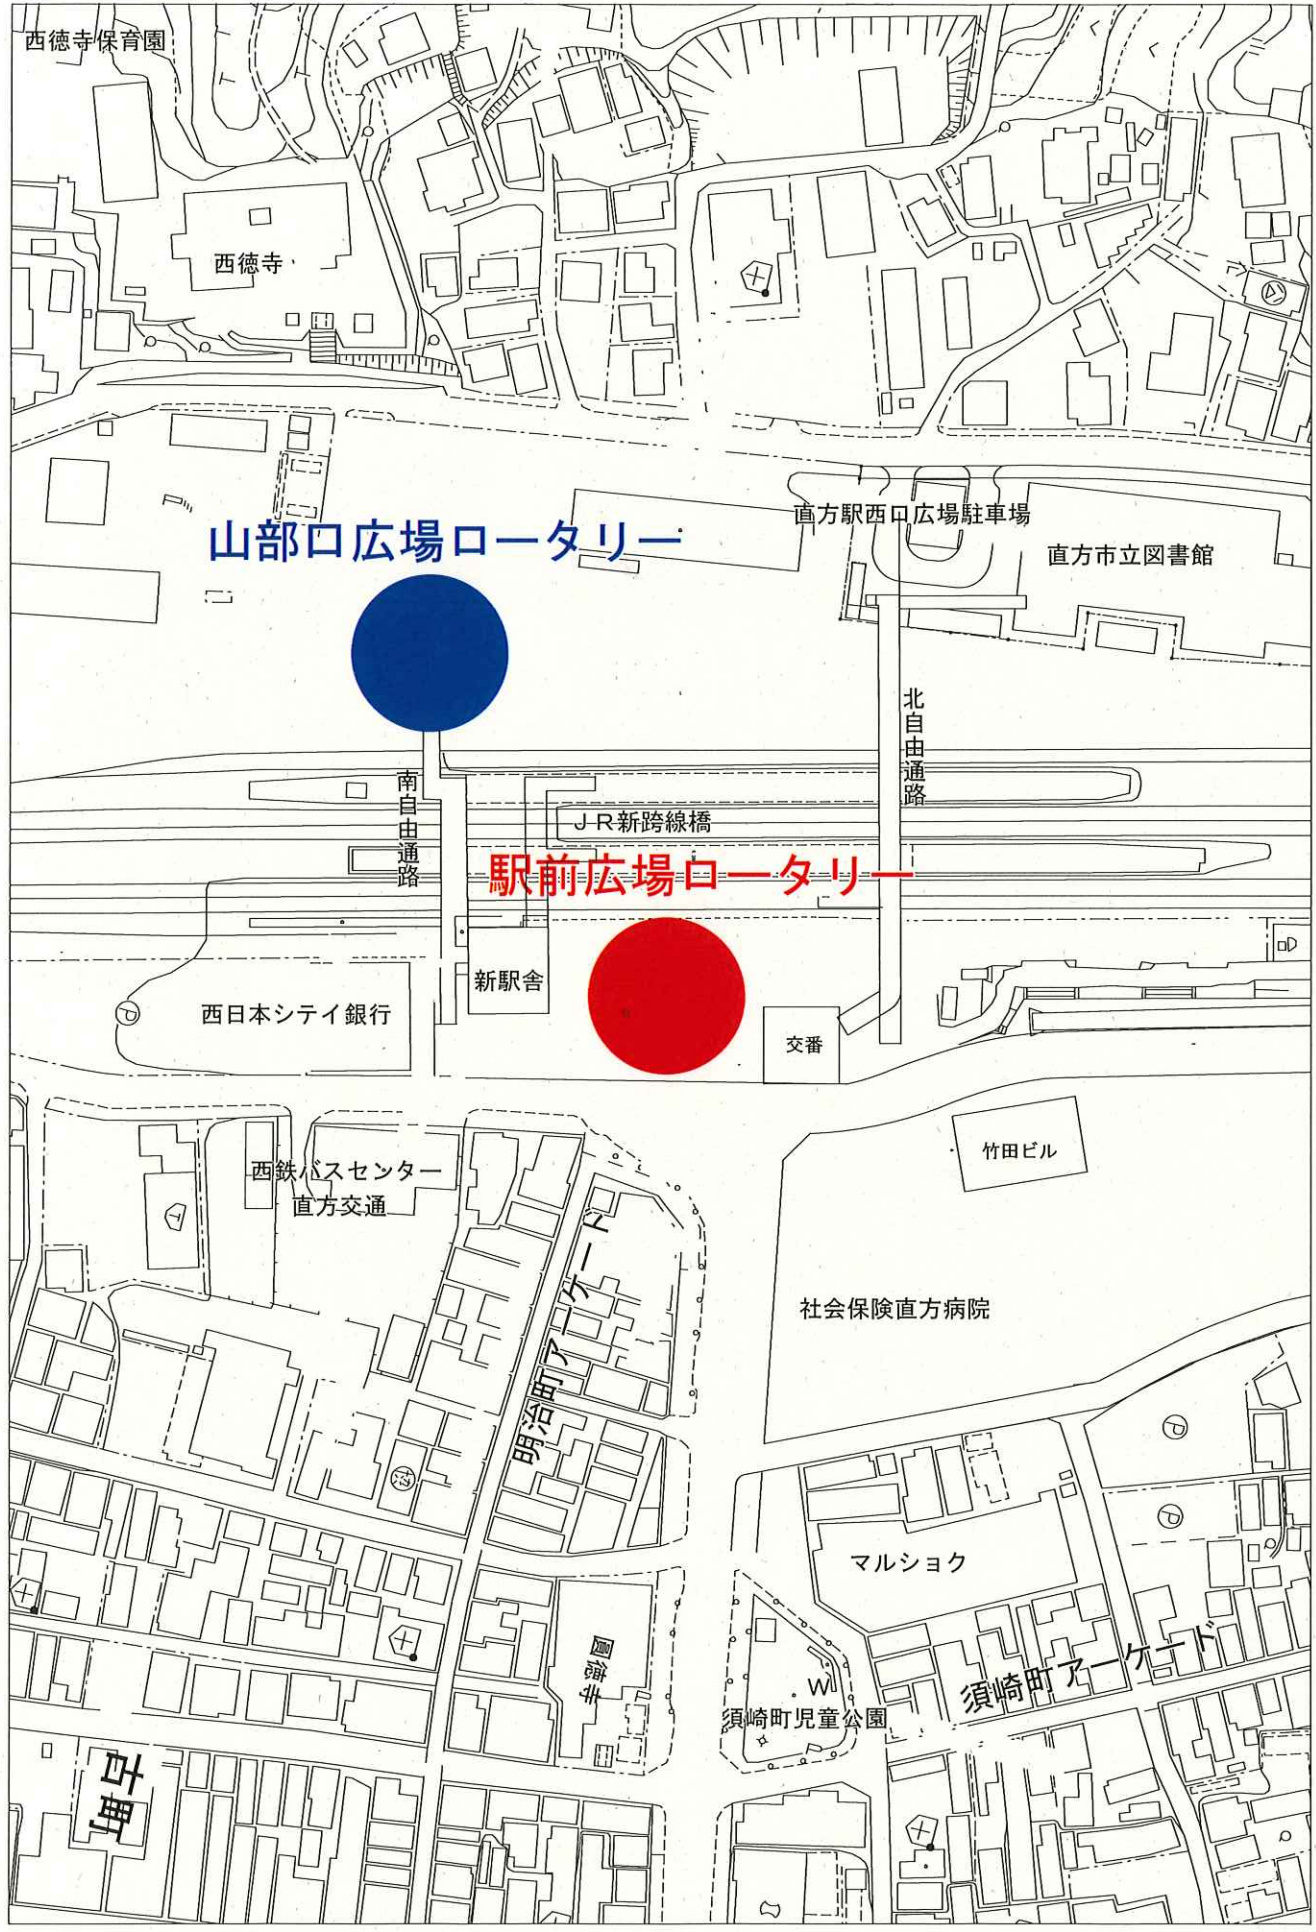 西徳寺保育園
西徳寺
直方駅西口広場駐車場
山部口広場ロータリー
直方市立図書館
北自由通路
南自由通路
JR新跨線橋
駅前広場ロータリー
新駅舎
西日本シテイ銀行
P
交番
竹田ビル
西鉄バスセンター
直方交通
T
明治町アーケード
社会保険直方病院
P
P
マルショク
圓徳寺
W
須崎町児童公園
須崎町アーケード
古町